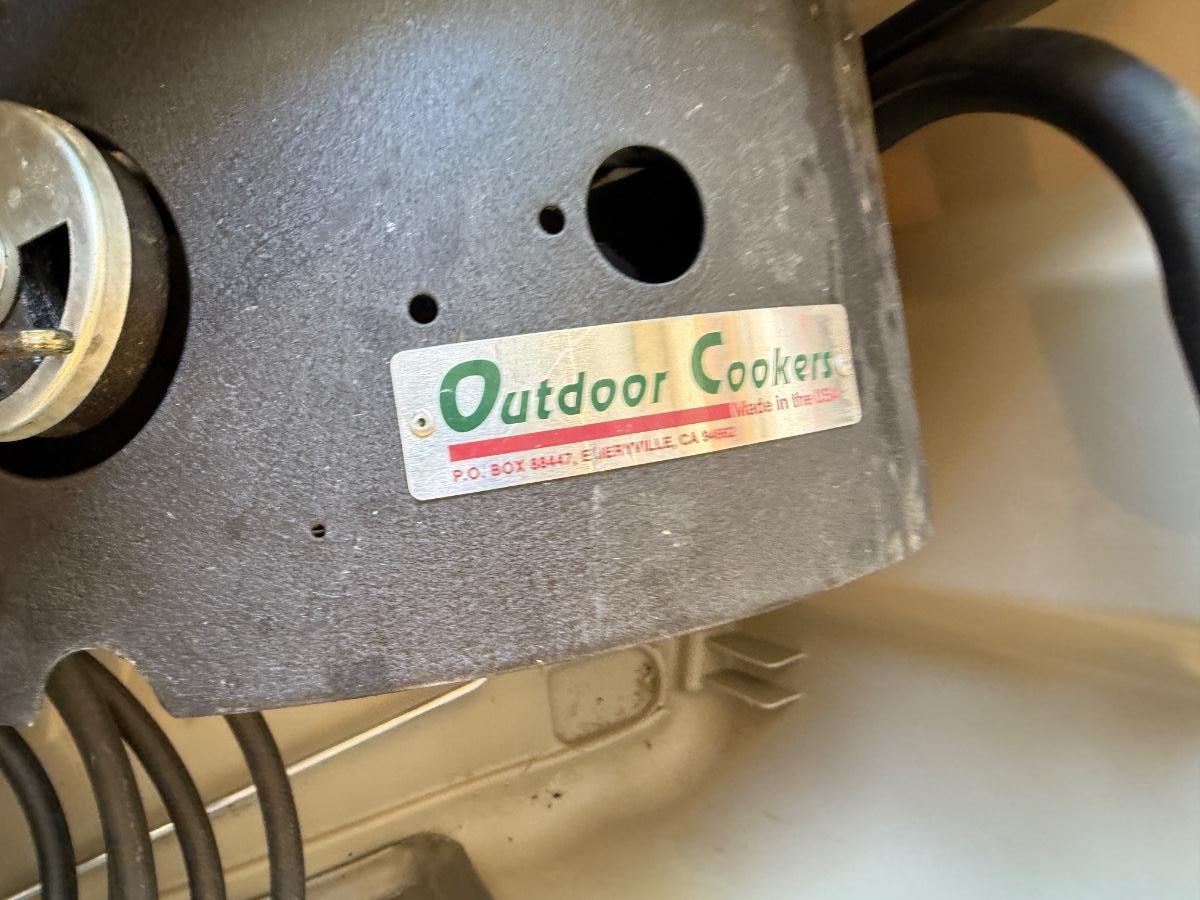 Outdoor Cookers
Made in the USA
P.O. BOX 88447, EMERYVILLE, CA 94662